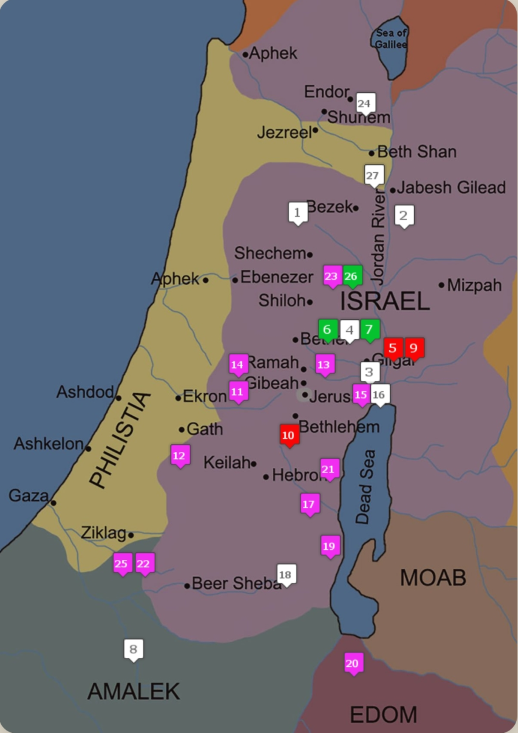 Sea of
Galilee
Aphek
Endor
24
Shunem
Jezreel
Beth Shan
27
Jabesh Gilead
1
Bezek
2
Jordan River
Shechem
23
26
Aphek
Ebenezer
Mizpah
Shiloh
ISRAEL
6
4
7
5
9
14
Ramah
13
Gilgal
3
Gibeah
11
Jerus
15
16
Ashdod
Ekron
PHILISTIA
Gath
10
Bethlehem
Ashkelon
12
Keilah
Hebron
21
Dead Sea
Gaza
17
Ziklag
19
25
22
Beer Sheba
18
MOAB
8
20
AMALEK
EDOM